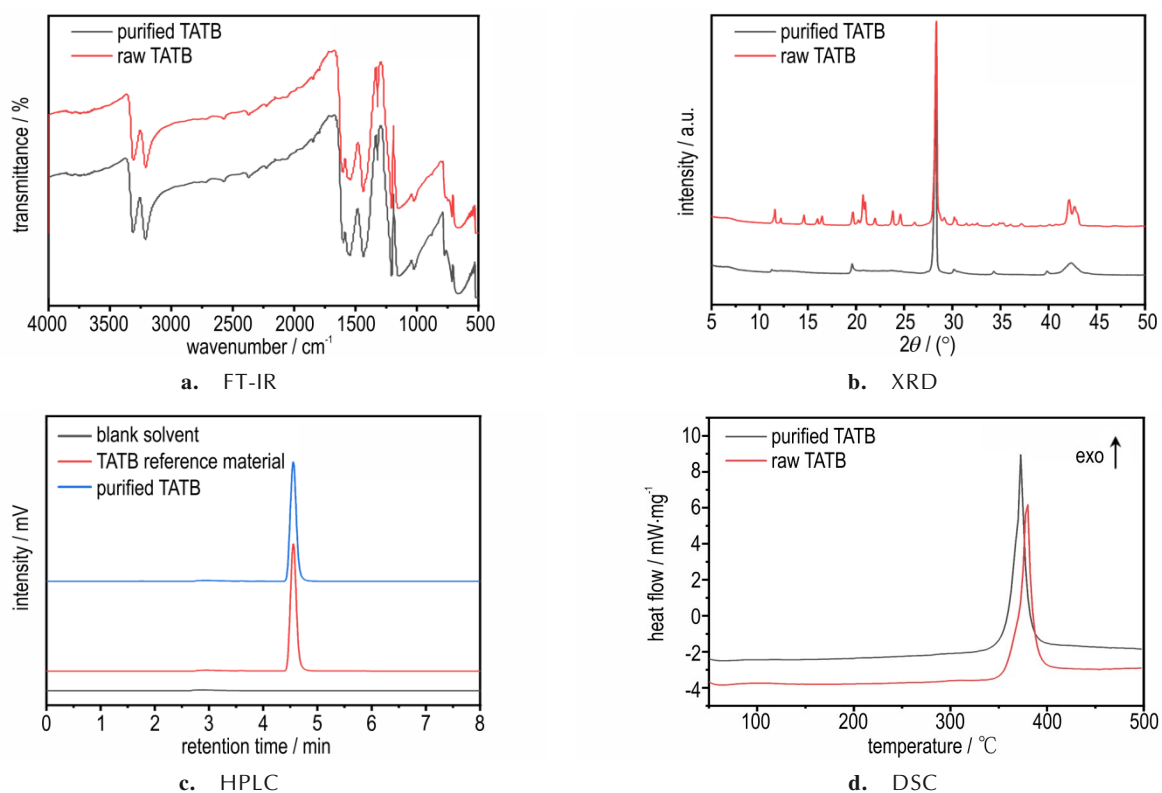 purified TATB
raw TATB
transmittance / %
4000 3500 3000 2500 2000 1500 1000 500
wavenumber / cm⁻¹
a. FT-IR
purified TATB
raw TATB
intensity / a.u.
5 10 15 20 25 30 35 40 45 50
2θ / (°)
b. XRD
blank solvent
TATB reference material
purified TATB
intensity / mV
0 1 2 3 4 5 6 7 8
retention time / min
c. HPLC
purified TATB
raw TATB
exo
heat flow / mW·mg⁻¹
10
8
6
4
2
0
-2
-4
100 200 300 400 500
temperature / ℃
d. DSC